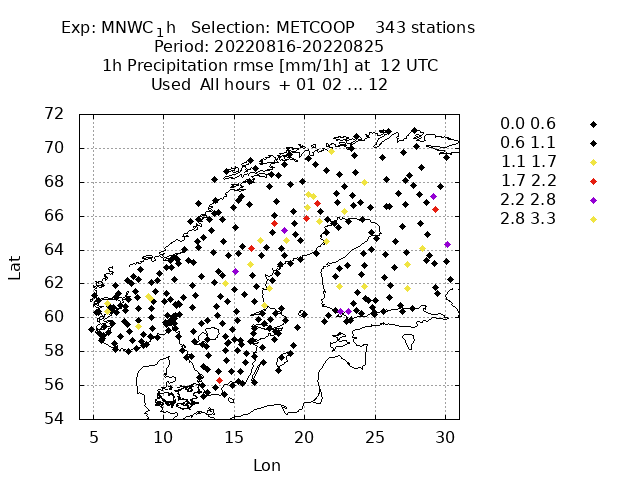 Exp: MNWC1h Selection: METCOOP 343 stations
Period: 20220816-20220825
1h Precipitation rmse [mm/1h] at 12 UTC
Used All hours + 01 02 ... 12
72
70
68
66
64
62
60
58
56
54
5 10 15 20 25 30
Lat
Lon
0.0 0.6
0.6 1.1
1.1 1.7
1.7 2.2
2.2 2.8
2.8 3.3